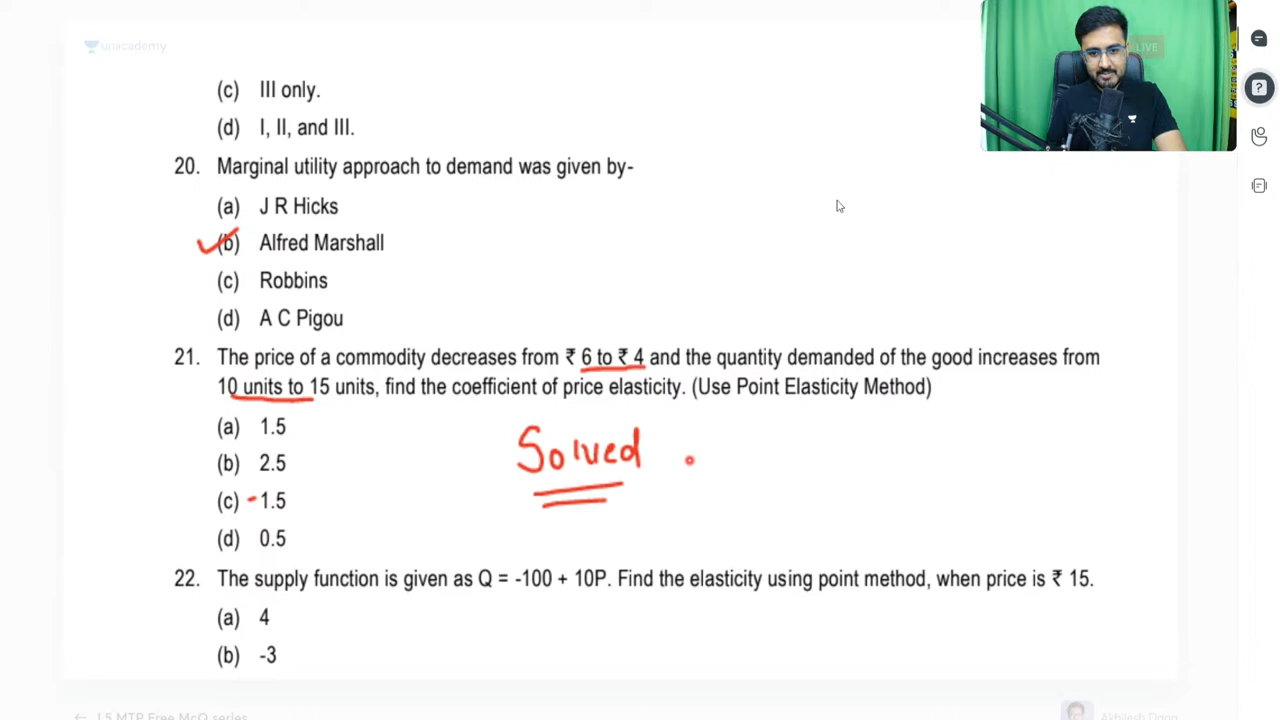 unacademy
LIVE
(c) III only.
(d) I, II, and III.
20. Marginal utility approach to demand was given by-
(a) J R Hicks
(b) Alfred Marshall
(c) Robbins
(d) A C Pigou
21. The price of a commodity decreases from ₹ 6 to ₹ 4 and the quantity demanded of the good increases from
10 units to 15 units, find the coefficient of price elasticity. (Use Point Elasticity Method)
(a) 1.5
(b) 2.5
Solved
(c) -1.5
(d) 0.5
22. The supply function is given as Q = -100 + 10P. Find the elasticity using point method, when price is ₹ 15.
(a) 4
(b) -3